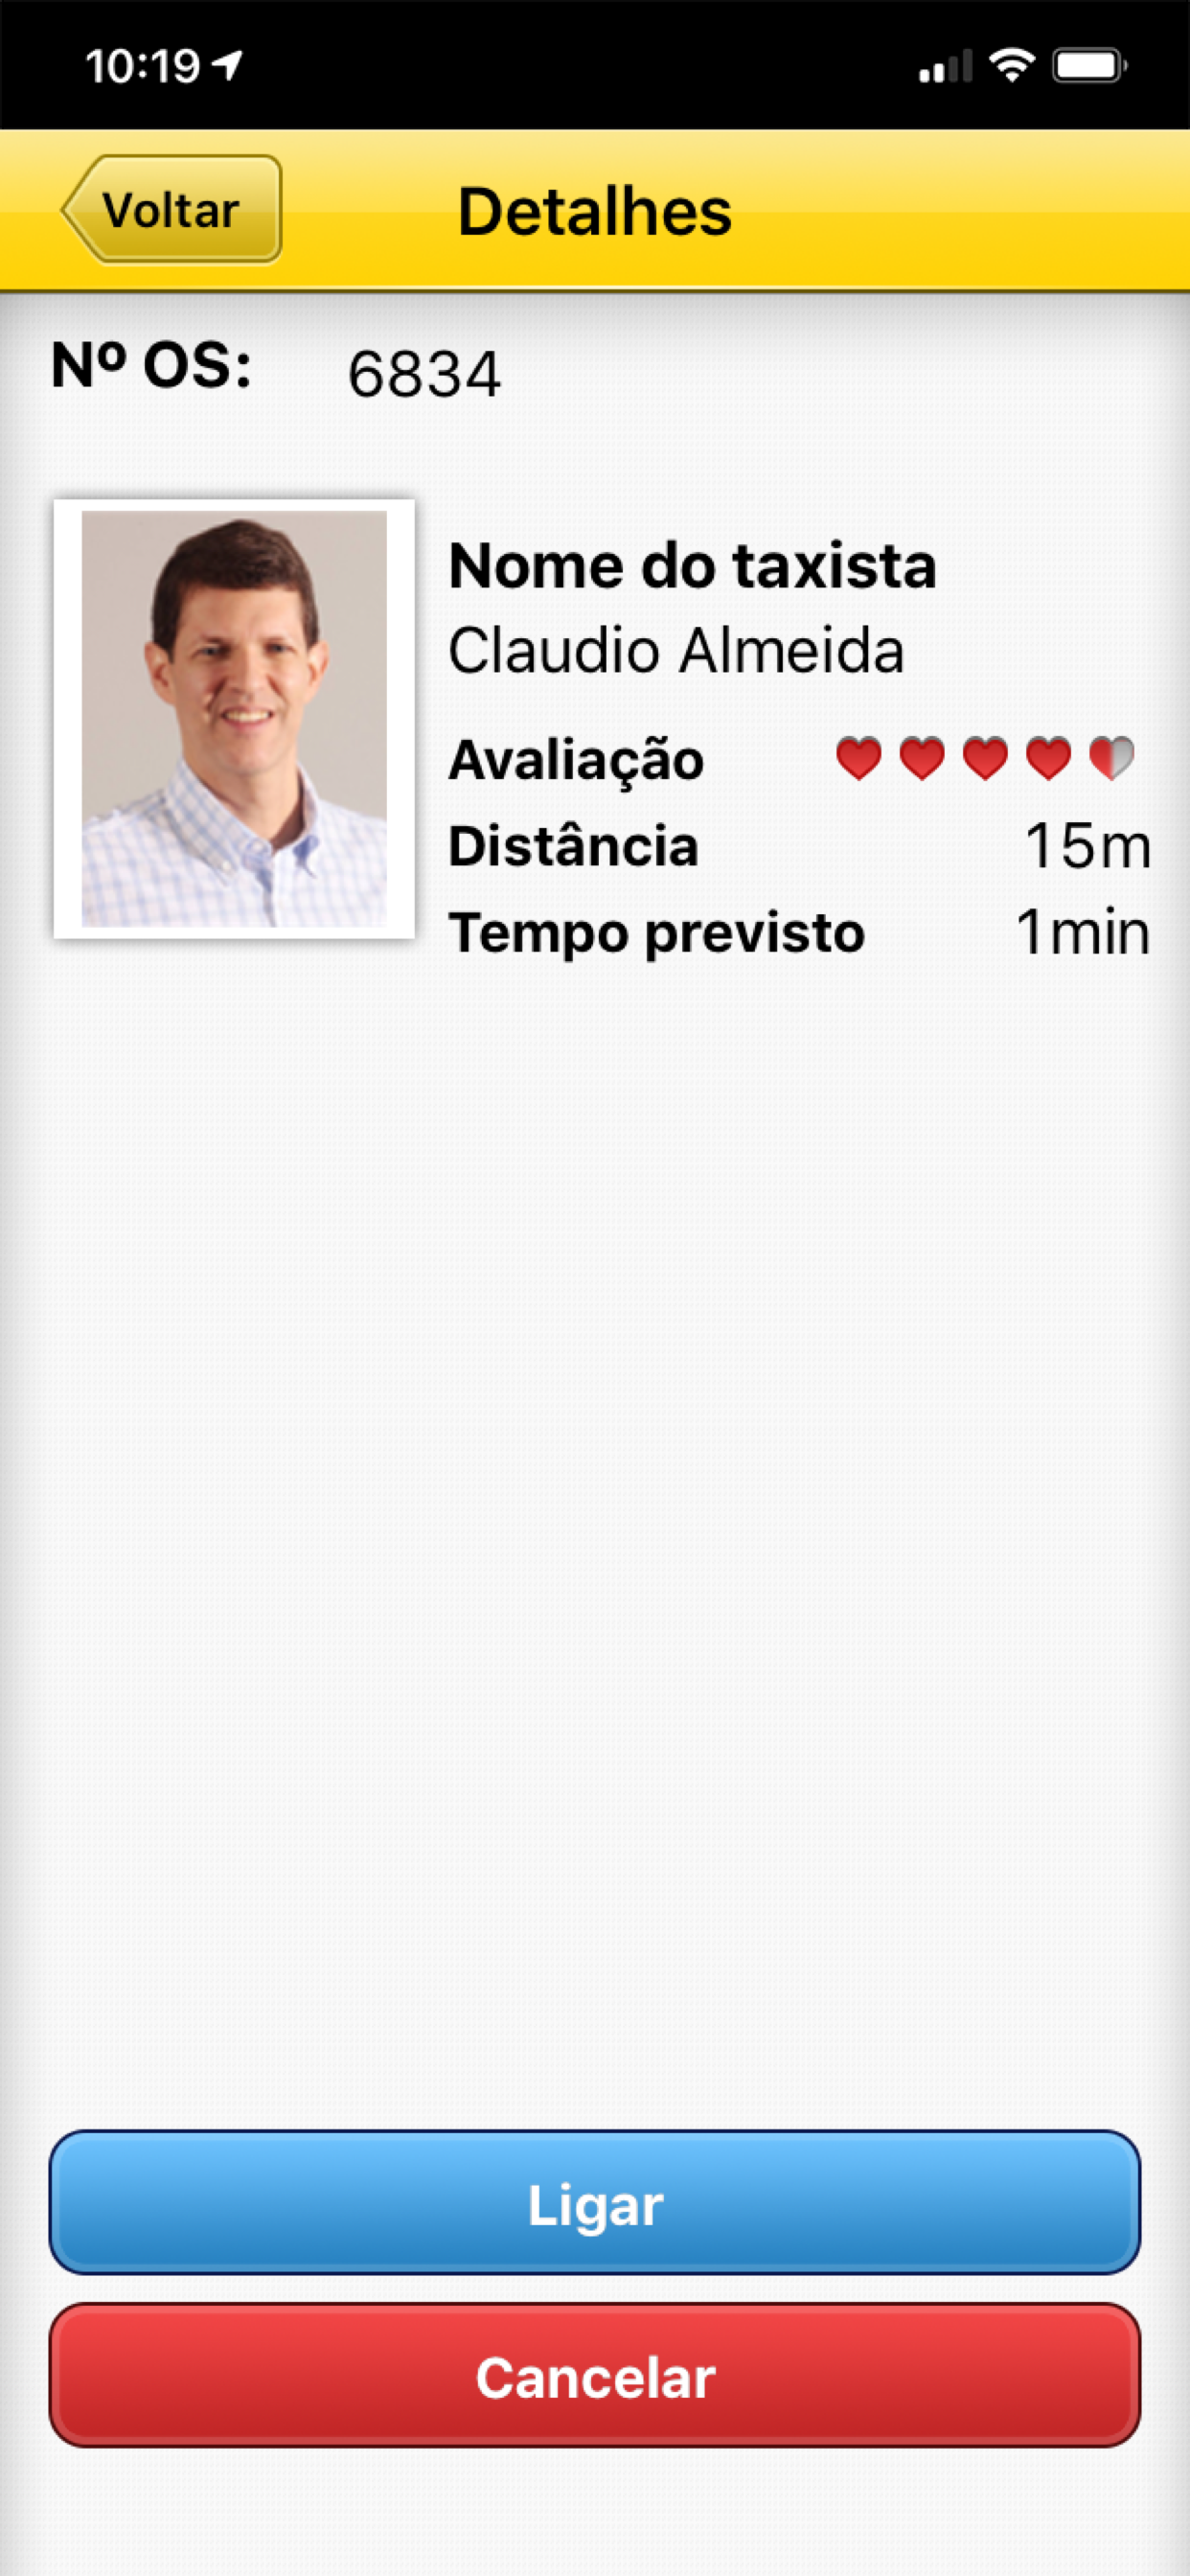 10:19
Voltar
Detalhes
Nº OS: 6834
Nome do taxista
Claudio Almeida
Avaliação
Distância 15m
Tempo previsto 1min
Ligar
Cancelar